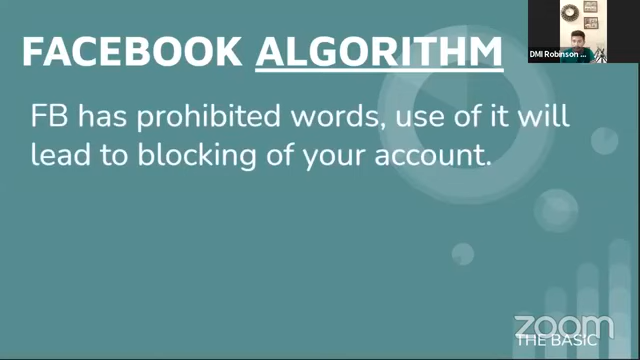 FACEBOOK ALGORITHM
DMI Robinson ...
FB has prohibited words, use of it will
lead to blocking of your account.
zoom
THE BASIC